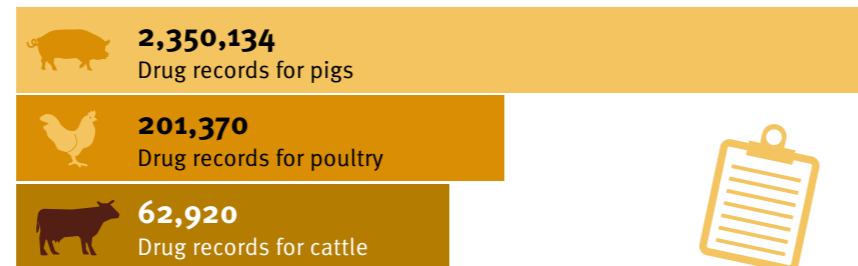 2,350,134
Drug records for pigs
201,370
Drug records for poultry
62,920
Drug records for cattle